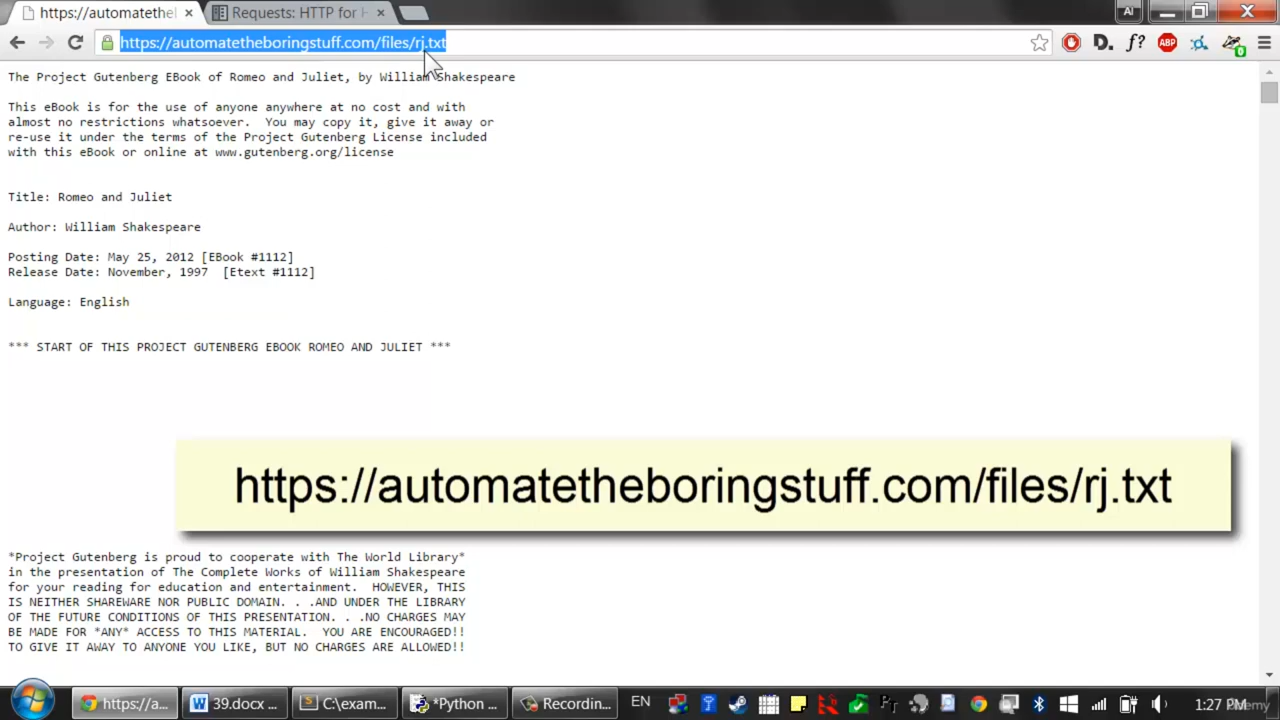 https://automatethel
Requests: HTTP for H
https://automatetheboringstuff.com/files/rj.txt
The Project Gutenberg EBook of Romeo and Juliet, by William Shakespeare
This eBook is for the use of anyone anywhere at no cost and with
almost no restrictions whatsoever.  You may copy it, give it away or
re-use it under the terms of the Project Gutenberg License included
with this eBook or online at www.gutenberg.org/license
Title: Romeo and Juliet
Author: William Shakespeare
Posting Date: May 25, 2012 [EBook #1112]
Release Date: November, 1997  [Etext #1112]
Language: English
*** START OF THIS PROJECT GUTENBERG EBOOK ROMEO AND JULIET ***
https://automatetheboringstuff.com/files/rj.txt
*Project Gutenberg is proud to cooperate with The World Library*
in the presentation of The Complete Works of William Shakespeare
for your reading for education and entertainment.  HOWEVER, THIS
IS NEITHER SHAREWARE NOR PUBLIC DOMAIN. . .AND UNDER THE LIBRARY
OF THE FUTURE CONDITIONS OF THIS PRESENTATION. . .NO CHARGES MAY
BE MADE FOR *ANY* ACCESS TO THIS MATERIAL.  YOU ARE ENCOURAGED!!
TO GIVE IT AWAY TO ANYONE YOU LIKE, BUT NO CHARGES ARE ALLOWED!!
https://a... 39.docx ... C:\exam... *Python ... Recordin... EN 1:27 PM